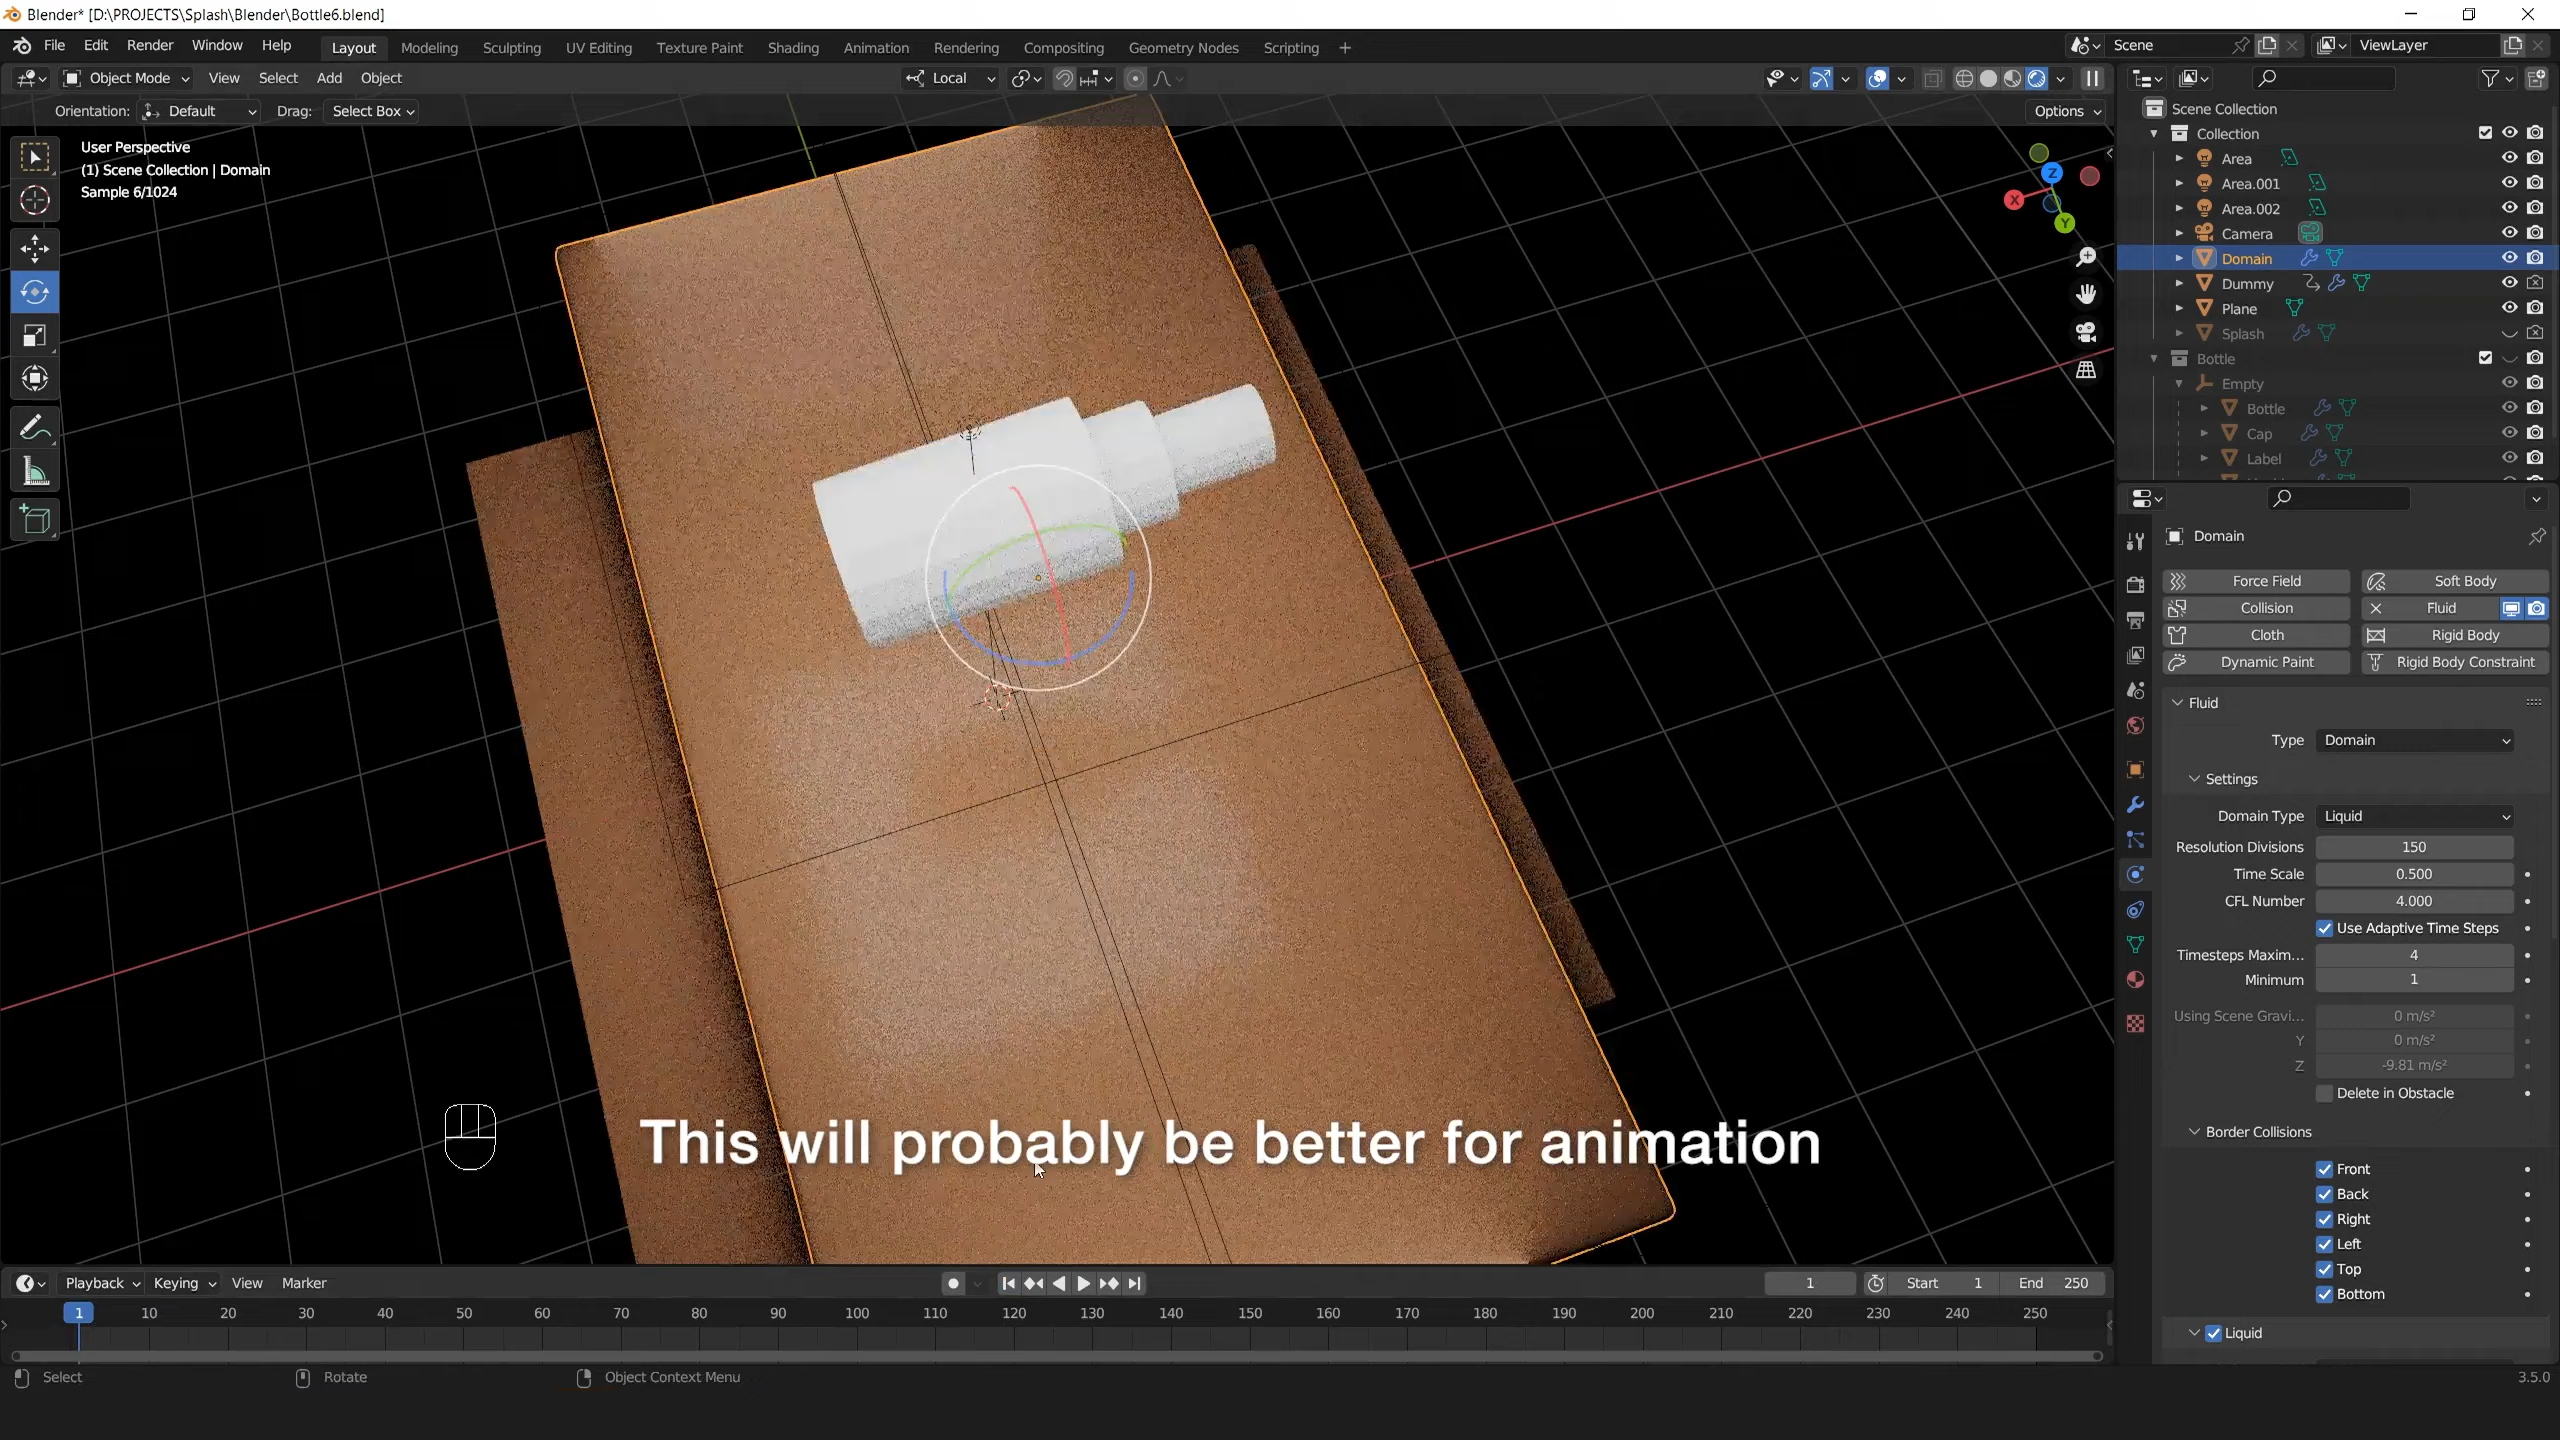 Blender* [D:\PROJECTS\Splash\Blender\Bottle6.blend]
File Edit Render Window Help Layout Modeling Sculpting UV Editing Texture Paint Shading Animation Rendering Compositing Geometry Nodes Scripting + Scene ViewLayer
Object Mode View Select Add Object Local
Orientation: Default Drag: Select Box Options
User Perspective
(1) Scene Collection | Domain
Sample 6/1024
Z
X
Y
Scene Collection
Collection
Area
Area.001
Area.002
Camera
Domain
Dummy
Plane
Splash
Bottle
Empty
Bottle
Cap
Label
Domain
Force Field Soft Body
Collision Fluid
Cloth Rigid Body
Dynamic Paint Rigid Body Constraint
Fluid
Type Domain
Settings
Domain Type Liquid
Resolution Divisions 150
Time Scale 0.500
CFL Number 4.000
Use Adaptive Time Steps
Timesteps Maxim... 4
Minimum 1
Using Scene Gravi... 0 m/s²
Y 0 m/s²
Z -9.81 m/s²
Delete in Obstacle
Border Collisions
Front
Back
Right
Left
Top
Bottom
Liquid
This will probably be better for animation
Playback Keying View Marker 1 Start 1 End 250
1 10 20 30 40 50 60 70 80 90 100 110 120 130 140 150 160 170 180 190 200 210 220 230 240 250
Select Rotate Object Context Menu 3.5.0